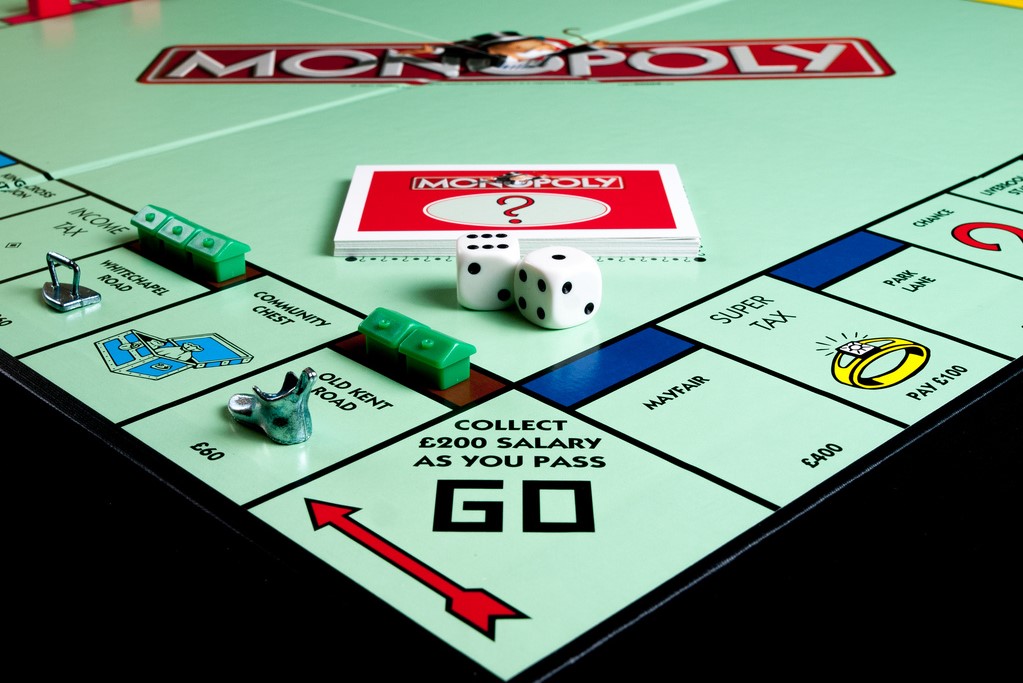 MONOPOLY
MONOPOLY
?
INCOME
TAX
WHITECHAPEL
ROAD
COMMUNITY
CHEST
OLD KENT
ROAD
£60
COLLECT
£200 SALARY
AS YOU PASS
GO
MAYFAIR
£400
SUPER
TAX
PAY £100
PARK
LANE
CHANCE
?